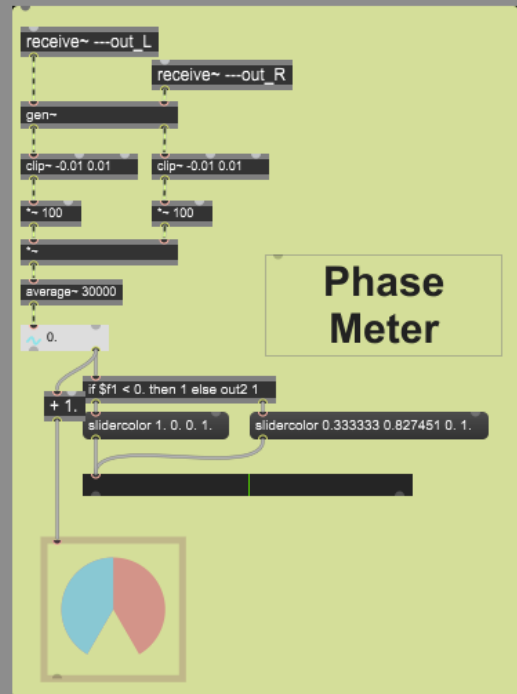 receive~ ---out_L
receive~ ---out_R
gen~
clip~ -0.01 0.01
clip~ -0.01 0.01
*~ 100
*~ 100
*~
Phase
Meter
average~ 30000
0.
if $f1 < 0. then 1 else out2 1
+ 1.
slidercolor 1. 0. 0. 1.
slidercolor 0.333333 0.827451 0. 1.